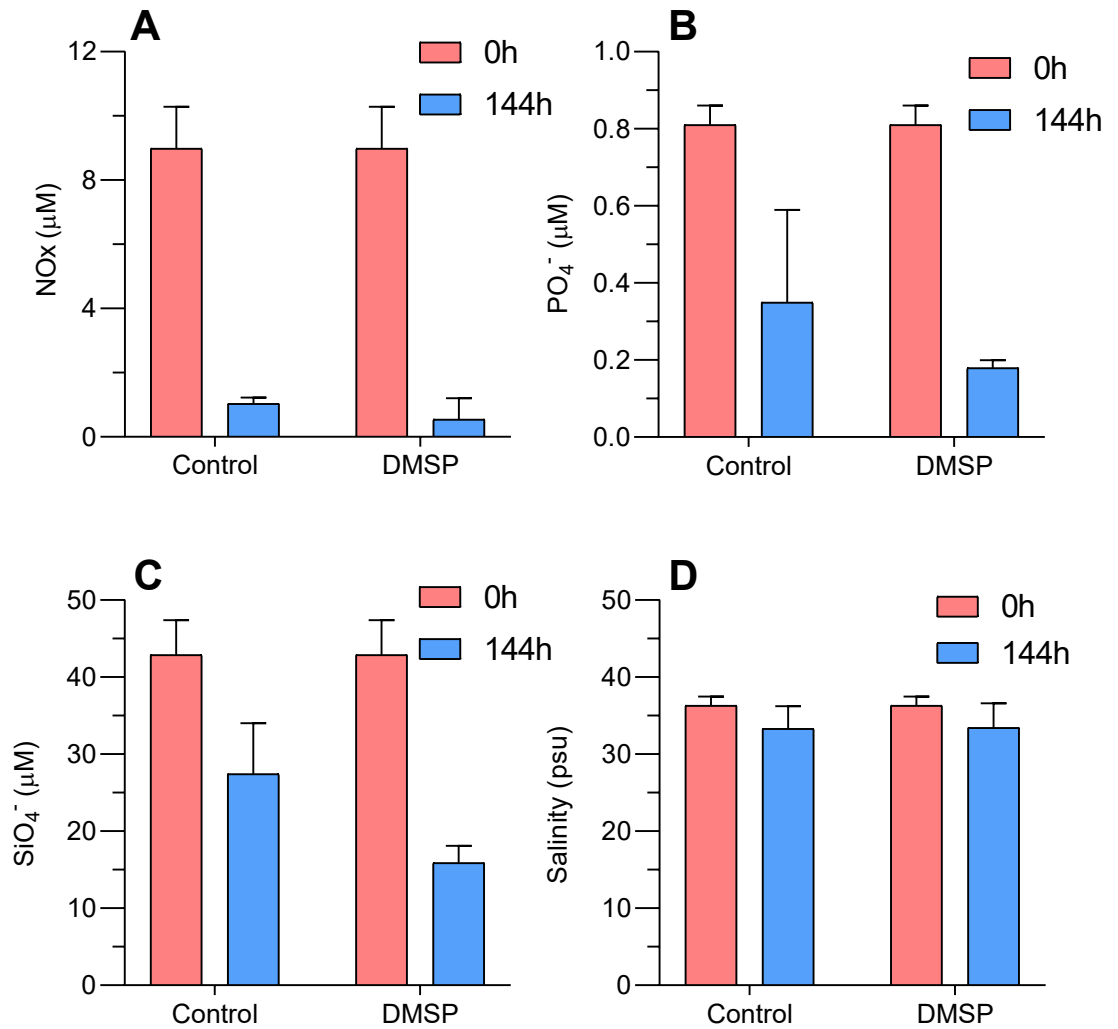 A
0h
144h
NOx (μM)
12
8
4
0
Control DMSP
B
0h
144h
PO₄⁻ (μM)
1.0
0.8
0.6
0.4
0.2
0.0
Control DMSP
C
0h
144h
SiO₄⁻ (μM)
50
40
30
20
10
0
Control DMSP
D
0h
144h
Salinity (psu)
50
40
30
20
10
0
Control DMSP